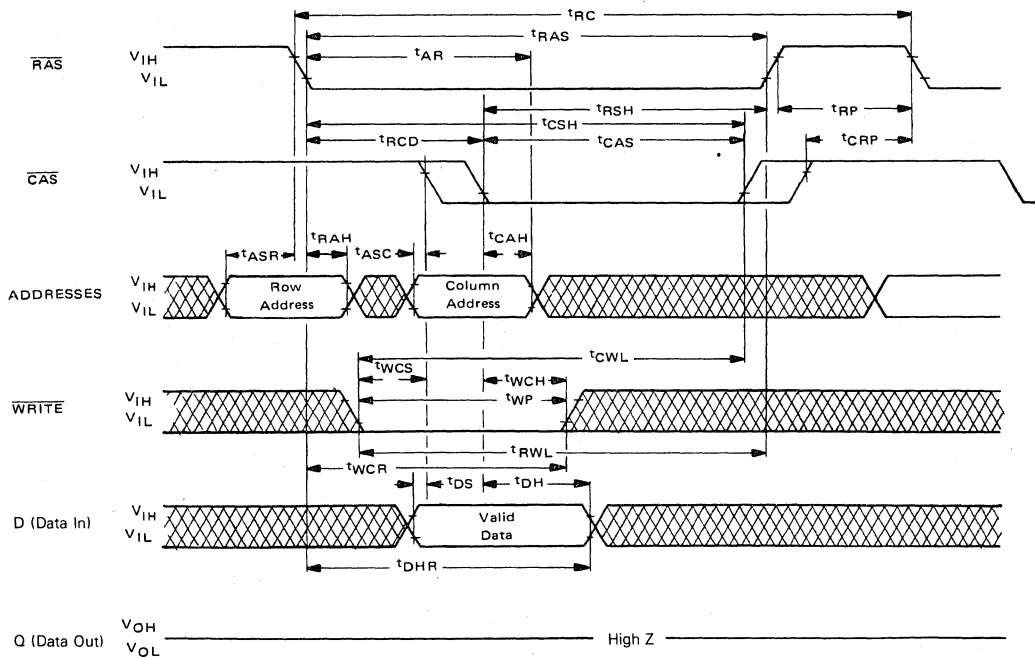 tRC
tRAS
tAR
RAS
VIH
VIL
tRSH
tRP
tCSH
tRCD
tCAS
tCRP
CAS
VIH
VIL
tRAH
tCAH
tASR
tASC
ADDRESSES
VIH
VIL
Row Address
Column Address
tCWL
tWCS
tWCH
tWP
WRITE
VIH
VIL
tRWL
tWCR
tDS
tDH
D (Data In)
VIH
VIL
Valid Data
tDHR
Q (Data Out)
VOH
VOL
High Z